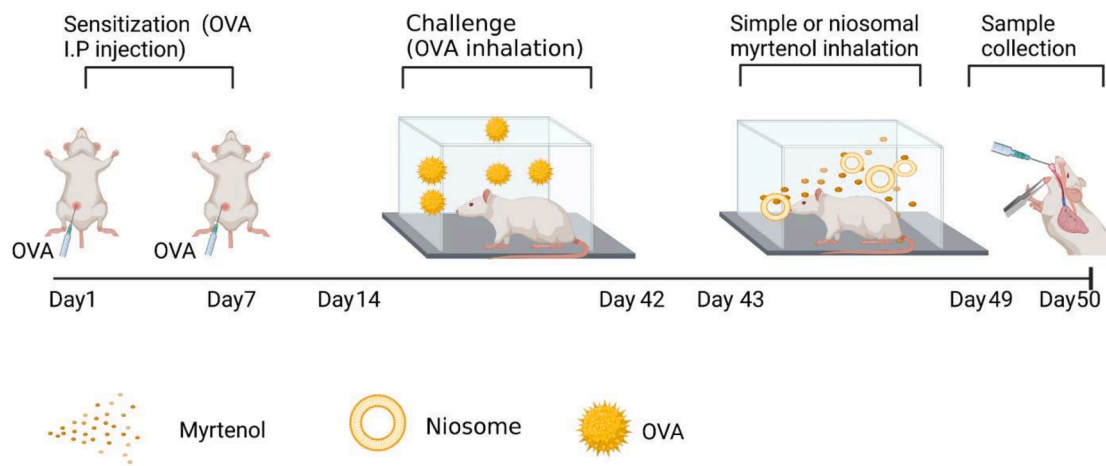 Sensitization (OVA
I.P injection)
Challenge
(OVA inhalation)
Simple or niosomal
myrtenol inhalation
Sample
collection
OVA
OVA
Day1
Day7
Day14
Day 42
Day 43
Day49
Day50
Myrtenol
Niosome
OVA